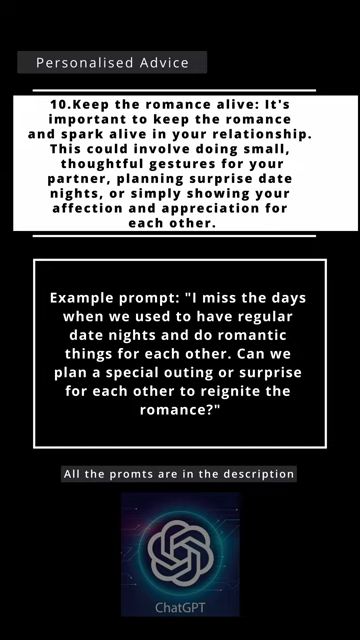 Personalised Advice
10.Keep the romance alive: It's
important to keep the romance
and spark alive in your relationship.
This could involve doing small,
thoughtful gestures for your
partner, planning surprise date
nights, or simply showing your
affection and appreciation for
each other.
Example prompt: "I miss the days
when we used to have regular
date nights and do romantic
things for each other. Can we
plan a special outing or surprise
for each other to reignite the
romance?"
All the promts are in the description
ChatGPT